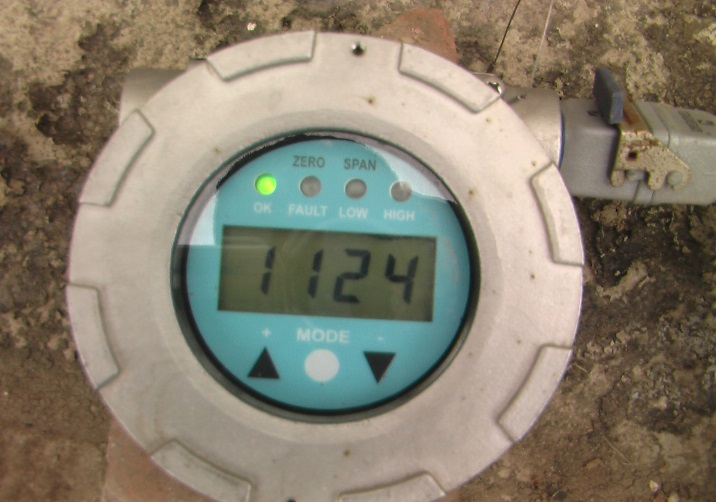 ZERO SPAN
OK FAULT LOW HIGH
1124
+ MODE -